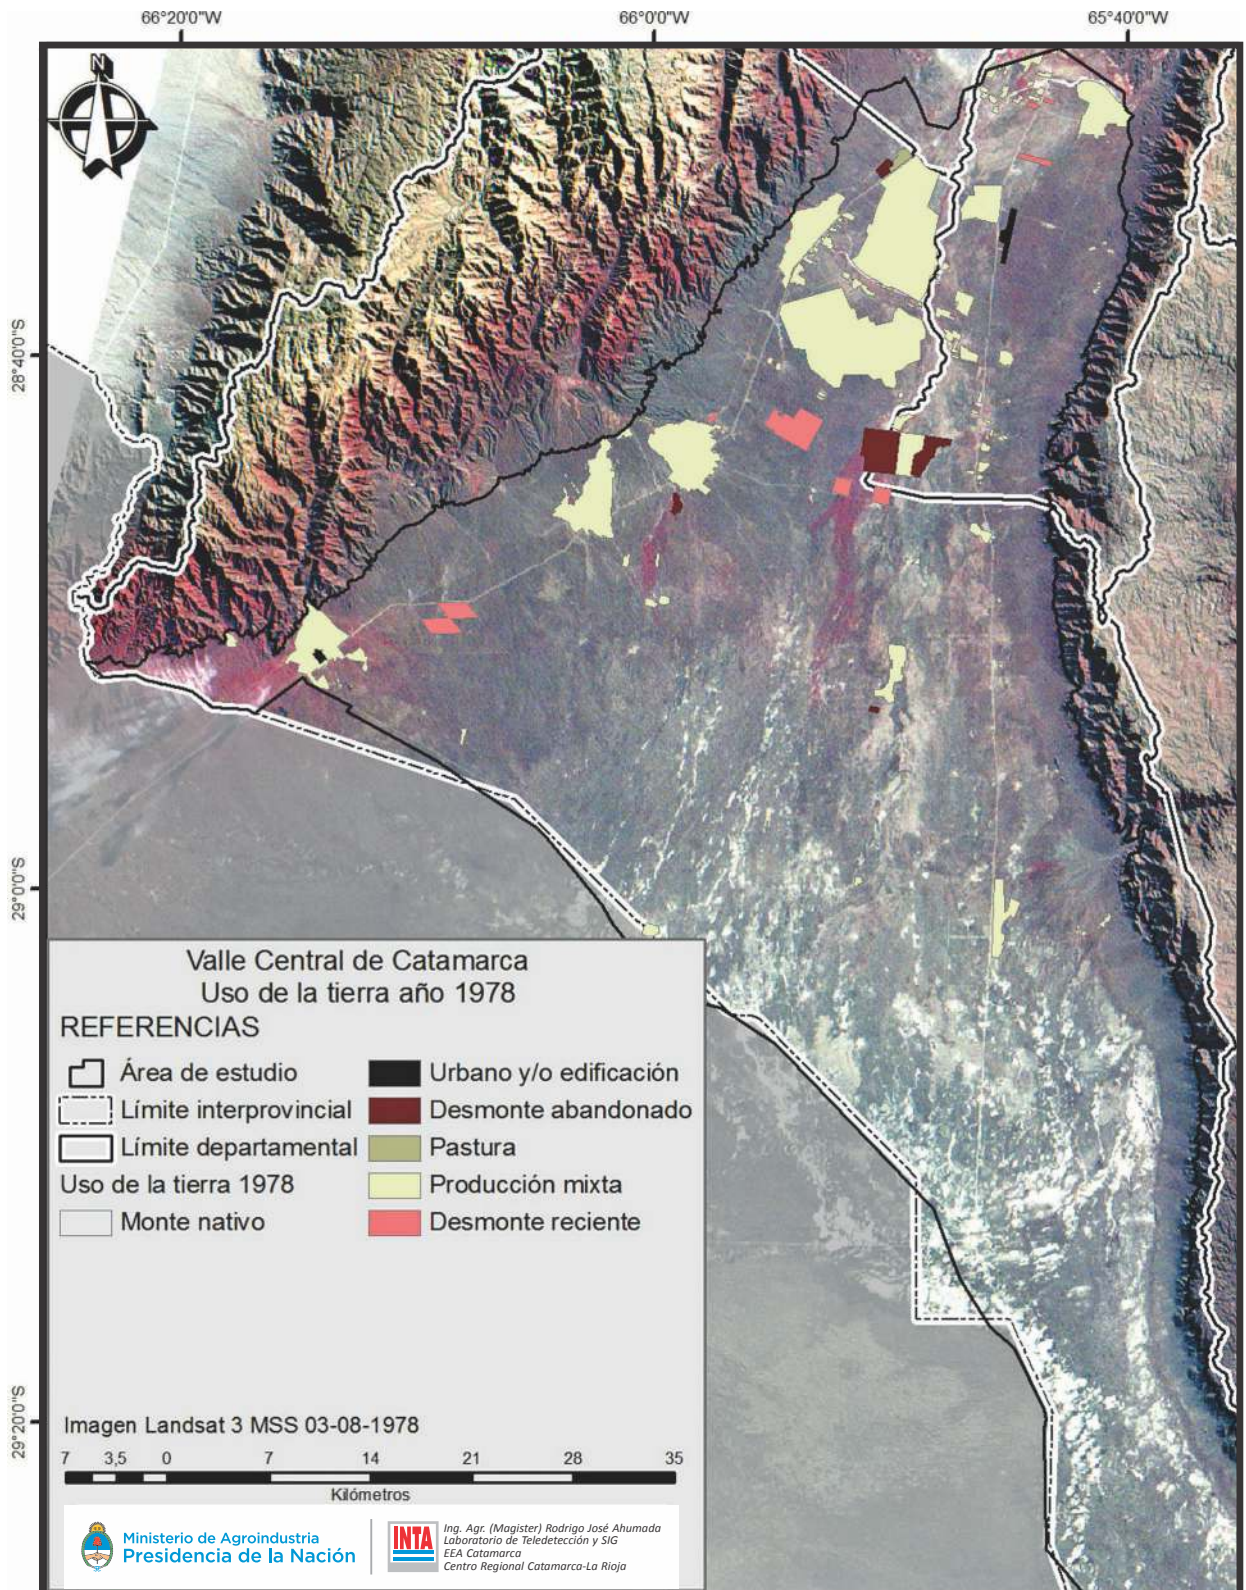 66°20'0"W 66°0'0"W 65°40'0"W
N
28°40'0"S
29°0'0"S
29°20'0"S
Valle Central de Catamarca
Uso de la tierra año 1978
REFERENCIAS
Área de estudio
Límite interprovincial
Límite departamental
Uso de la tierra 1978
Monte nativo
Urbano y/o edificación
Desmonte abandonado
Pastura
Producción mixta
Desmonte reciente
Imagen Landsat 3 MSS 03-08-1978
7 3,5 0 7 14 21 28 35
Kilómetros
Ministerio de Agroindustria
Presidencia de la Nación
INTA
Ing. Agr. (Magister) Rodrigo José Ahumada
Laboratorio de Teledetección y SIG
EEA Catamarca
Centro Regional Catamarca-La Rioja